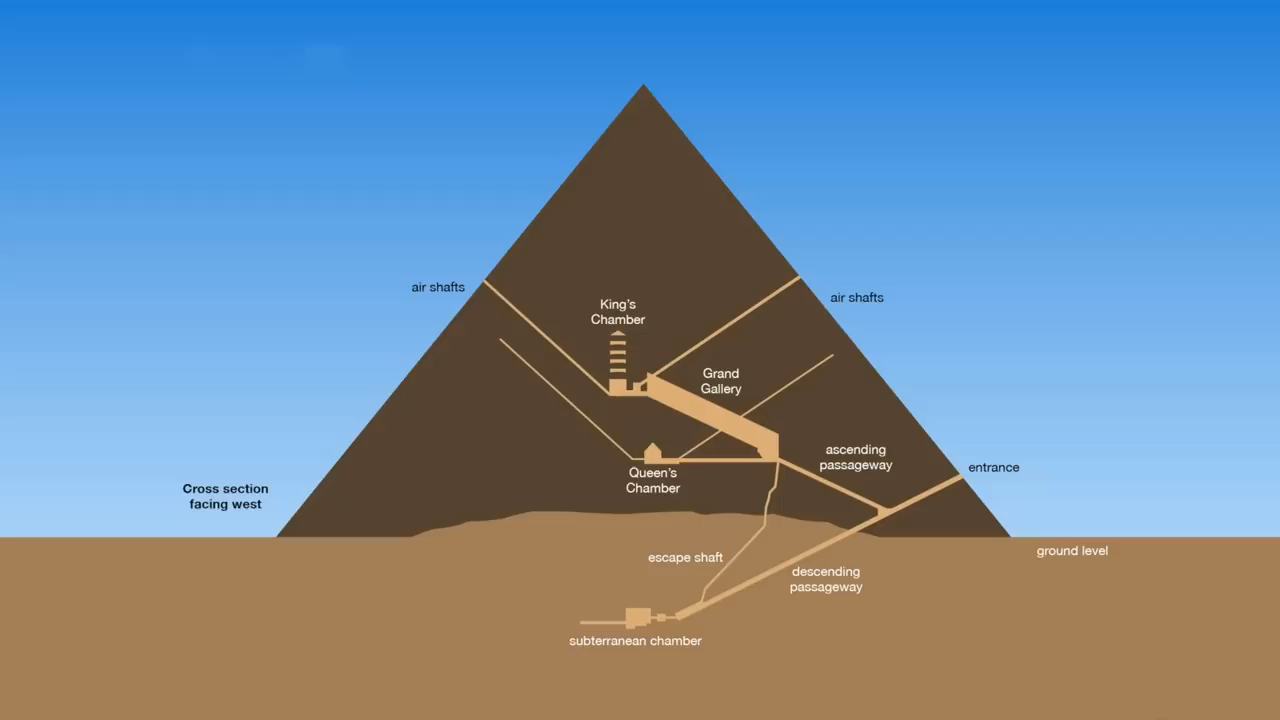 air shafts
King's
Chamber
air shafts
Grand
Gallery
ascending
passageway
entrance
Queen's
Chamber
Cross section
facing west
escape shaft
ground level
descending
passageway
subterranean chamber